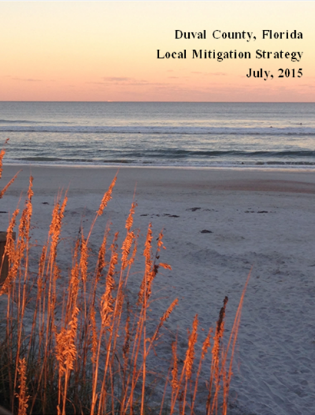 Duval County, Florida
Local Mitigation Strategy
July, 2015